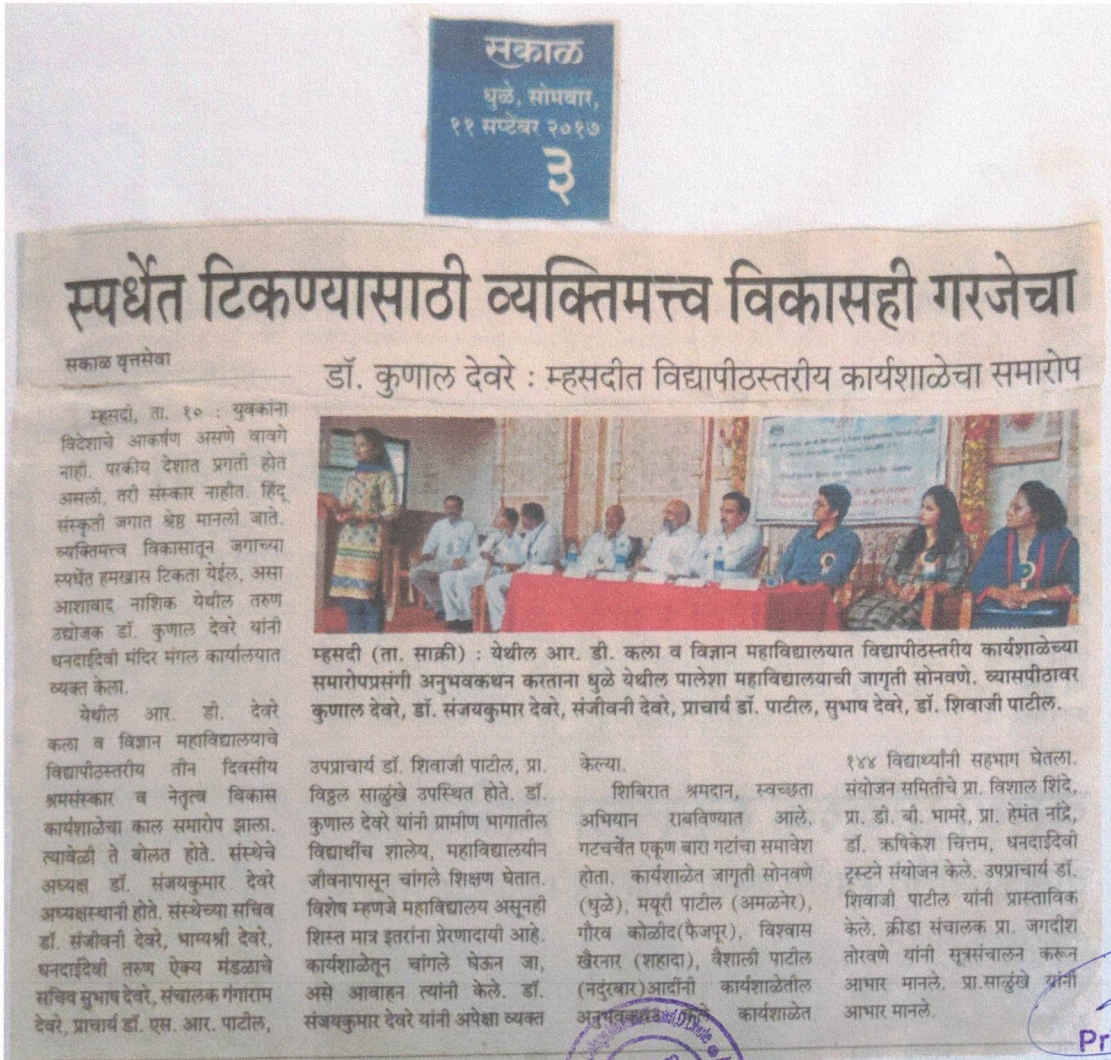 सकाळ
धुळे, सोमवार,
११ सप्टेंबर २०१७
३
स्पर्धेत टिकण्यासाठी व्यक्तिमत्त्व विकासही गरजेचा
सकाळ वृत्तसेवा
डॉ. कुणाल देवरे : म्हसदीत विद्यापीठस्तरीय कार्यशाळेचा समारोप
म्हसदी, ता. १० : युवकांना
विदेशाचे आकर्षण असणे वावगे
नाही. परकीय देशात प्रगती होत
असली, तरी संस्कार नाहीत. हिंदू
संस्कृती जगात श्रेष्ठ मानली जाते.
व्यक्तिमत्त्व विकासातून जगाच्या
स्पर्धेत हमखास टिकता येईल, असा
आशावाद नाशिक येथील तरुण
उद्योजक डॉ. कुणाल देवरे यांनी
धनदाईदेवी मंदिर मंगल कार्यालयात
व्यक्त केला.
येथील आर. डी. देवरे
कला व विज्ञान महाविद्यालयाचे
विद्यापीठस्तरीय तीन दिवसीय
श्रमसंस्कार व नेतृत्व विकास
कार्यशाळेचा काल समारोप झाला.
त्यावेळी ते बोलत होते. संस्थेचे
अध्यक्ष डॉ. संजयकुमार देवरे
अध्यक्षस्थानी होते. संस्थेच्या सचिव
डॉ. संजीवनी देवरे, भाग्यश्री देवरे,
धनदाईदेवी तरुण ऐक्य मंडळाचे
सचिव सुभाष देवरे, संचालक गंगाराम
देवरे, प्राचार्य डॉ. एस. आर. पाटील,
म्हसदी (ता. साक्री) : येथील आर. डी. कला व विज्ञान महाविद्यालयात विद्यापीठस्तरीय कार्यशाळेच्या
समारोपप्रसंगी अनुभवकथन करताना धुळे येथील पालेशा महाविद्यालयाची जागृती सोनवणे. व्यासपीठावर
कुणाल देवरे, डॉ. संजयकुमार देवरे, संजीवनी देवरे, प्राचार्य डॉ. पाटील, सुभाष देवरे, डॉ. शिवाजी पाटील.
उपप्राचार्य डॉ. शिवाजी पाटील, प्रा.
विठ्ठल साळुंखे उपस्थित होते. डॉ.
कुणाल देवरे यांनी ग्रामीण भागातील
विद्यार्थीच शालेय, महाविद्यालयीन
जीवनापासून चांगले शिक्षण घेतात.
विशेष म्हणजे महाविद्यालय असूनही
शिस्त मात्र इतरांना प्रेरणादायी आहे.
कार्यशाळेतून चांगले घेऊन जा,
असे आवाहन त्यांनी केले. डॉ.
संजयकुमार देवरे यांनी अपेक्षा व्यक्त
केल्या.
शिबिरात श्रमदान, स्वच्छता
अभियान राबविण्यात आले.
गटचर्चेत एकूण बारा गटांचा समावेश
होता. कार्यशाळेत जागृती सोनवणे
(धुळे), मयूरी पाटील (अमळनेर),
गौरव कोळीद(फैजपूर), विश्वास
खैरनार (शहादा), वैशाली पाटील
(नदुंरबार)आदींनी कार्यशाळेतील
कार्यशाळेत
१४४ विद्यार्थ्यांनी सहभाग घेतला.
संयोजन समितीचे प्रा. विशाल शिंदे,
प्रा. डी. बी. भामरे, प्रा. हेमंत नांद्रे,
डॉ. ऋषिकेश चित्तम, धनदाईदेवी
ट्रस्टने संयोजन केले. उपप्राचार्य डॉ.
शिवाजी पाटील यांनी प्रास्ताविक
केले. क्रीडा संचालक प्रा. जगदीश
तोरवणे यांनी सूत्रसंचालन करून
आभार मानले. प्रा.साळुंखे यांनी
आभार मानले.
Pr